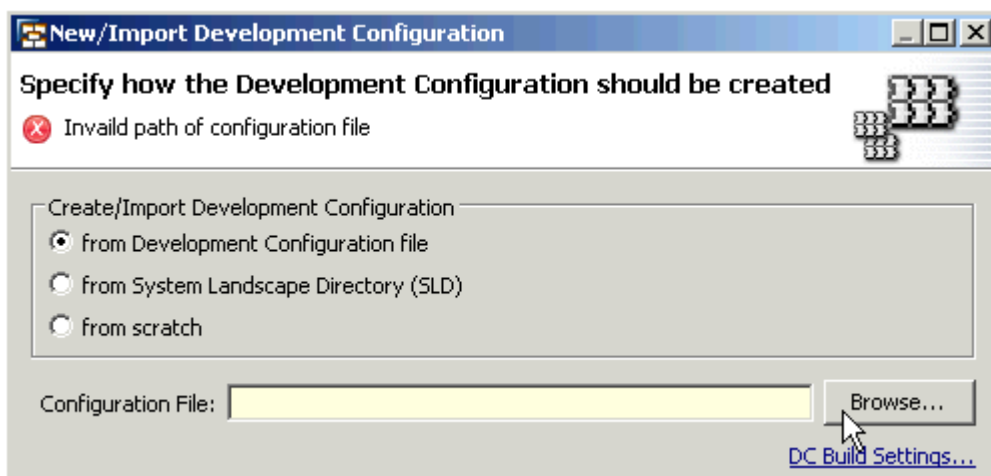 New/Import Development Configuration
Specify how the Development Configuration should be created
Invaild path of configuration file
Create/Import Development Configuration
from Development Configuration file
from System Landscape Directory (SLD)
from scratch
Configuration File:
Browse...
DC Build Settings...